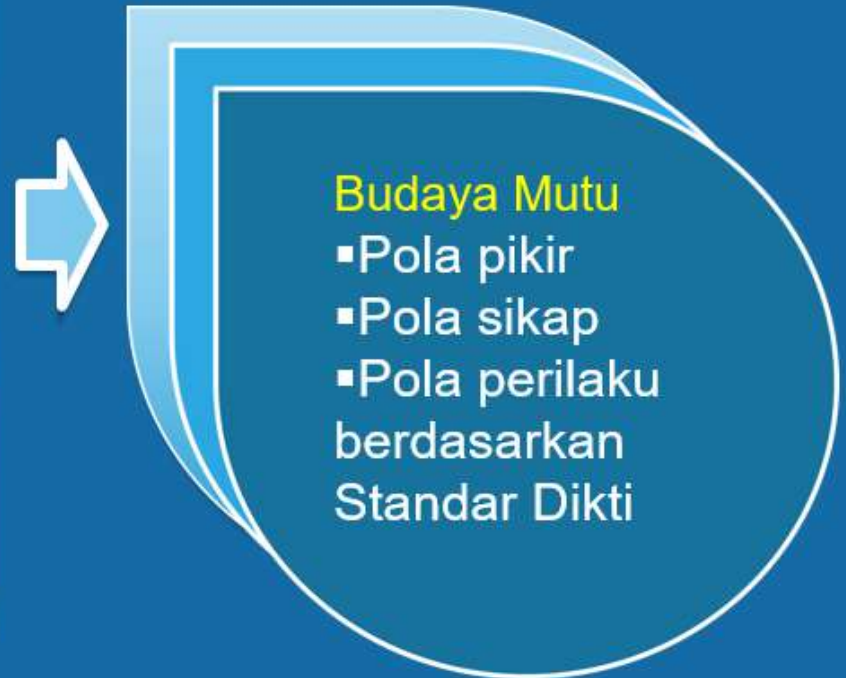 Budaya Mutu
▪Pola pikir
▪Pola sikap
▪Pola perilaku
berdasarkan
Standar Dikti